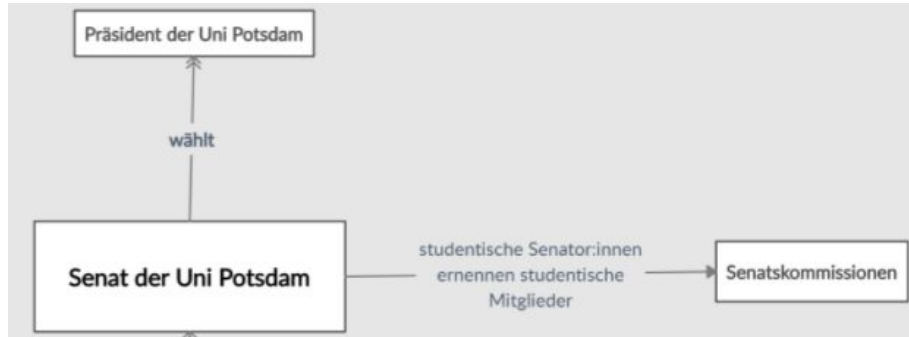 Präsident der Uni Potsdam
wählt
Senat der Uni Potsdam
studentische Senator:innen
ernennen studentische
Mitglieder
Senatskommissionen